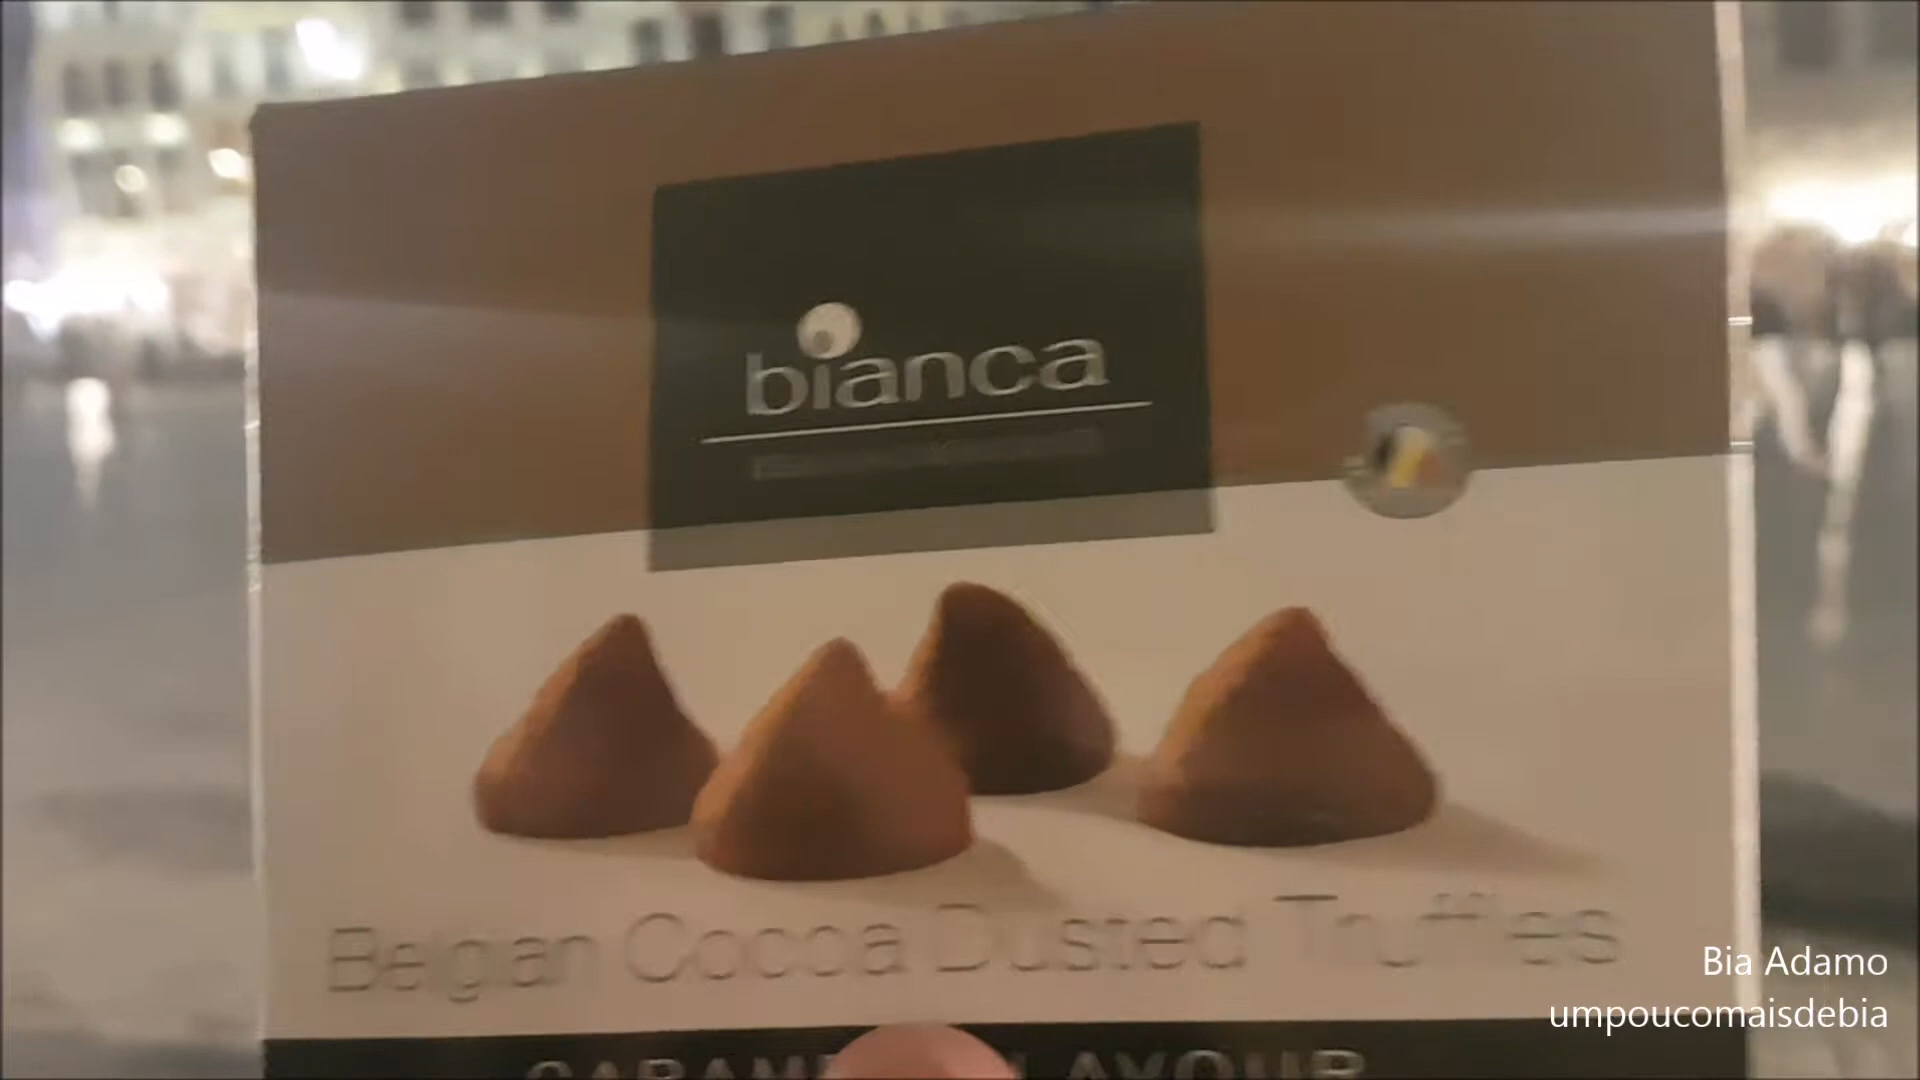 bianca
Belgian Cocoa Dusted Truffles
Bia Adamo
umpoucomaisdebia